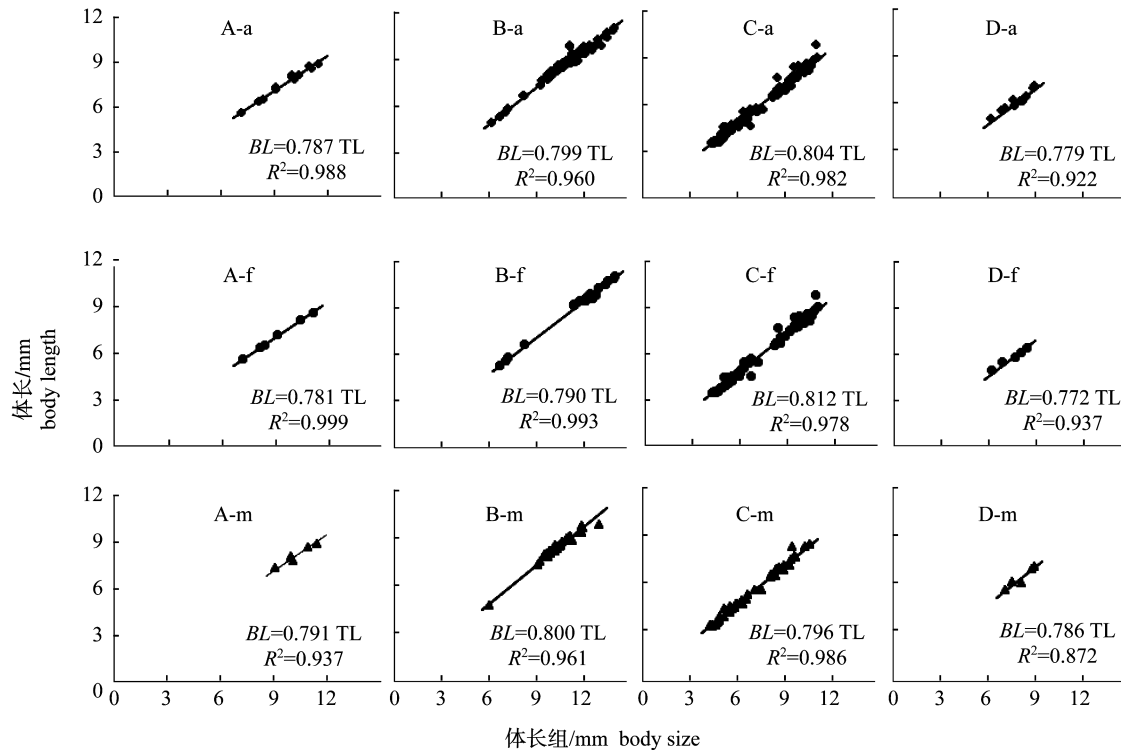 12
9
6
3
0
A-a
BL=0.787 TL
R²=0.988
B-a
BL=0.799 TL
R²=0.960
C-a
BL=0.804 TL
R²=0.982
D-a
BL=0.779 TL
R²=0.922
体长/mm
body length
12
9
6
3
0
A-f
BL=0.781 TL
R²=0.999
B-f
BL=0.790 TL
R²=0.993
C-f
BL=0.812 TL
R²=0.978
D-f
BL=0.772 TL
R²=0.937
12
9
6
3
0
A-m
BL=0.791 TL
R²=0.937
B-m
BL=0.800 TL
R²=0.961
C-m
BL=0.796 TL
R²=0.986
D-m
BL=0.786 TL
R²=0.872
0 3 6 9 12 0 3 6 9 12 0 3 6 9 12 0 3 6 9 12
体长组/mm body size